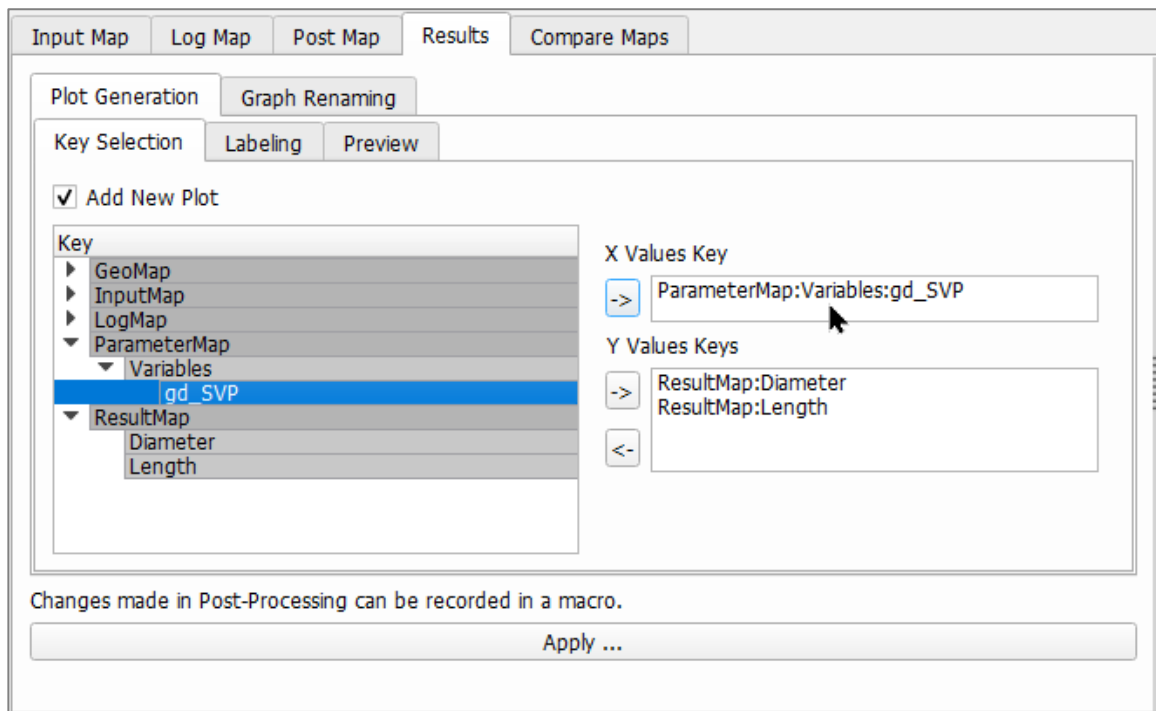 Input Map Log Map Post Map Results Compare Maps
Plot Generation Graph Renaming
Key Selection Labeling Preview
Add New Plot
Key
GeoMap
InputMap
LogMap
ParameterMap
Variables
gd_SVP
ResultMap
Diameter
Length
X Values Key
->
ParameterMap:Variables:gd_SVP
Y Values Keys
->
ResultMap:Diameter
ResultMap:Length
<-
Changes made in Post-Processing can be recorded in a macro.
Apply ...